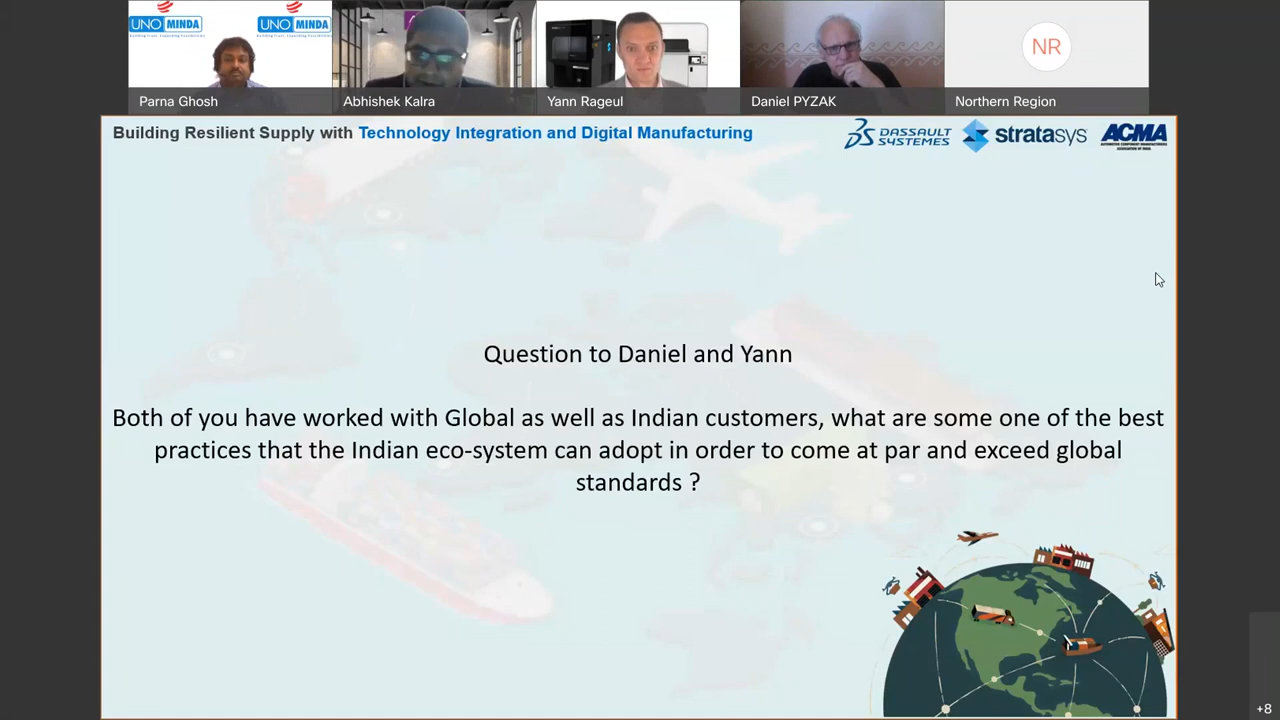 UNO MINDA
UNO MINDA
Parna Ghosh
Abhishek Kalra
Yann Rageul
Daniel PYZAK
NR
Northern Region
Building Resilient Supply with Technology Integration and Digital Manufacturing
DASSAULT
SYSTEMES
stratasys
ACMA
Question to Daniel and Yann
Both of you have worked with Global as well as Indian customers, what are some one of the best
practices that the Indian eco-system can adopt in order to come at par and exceed global
standards ?
+8